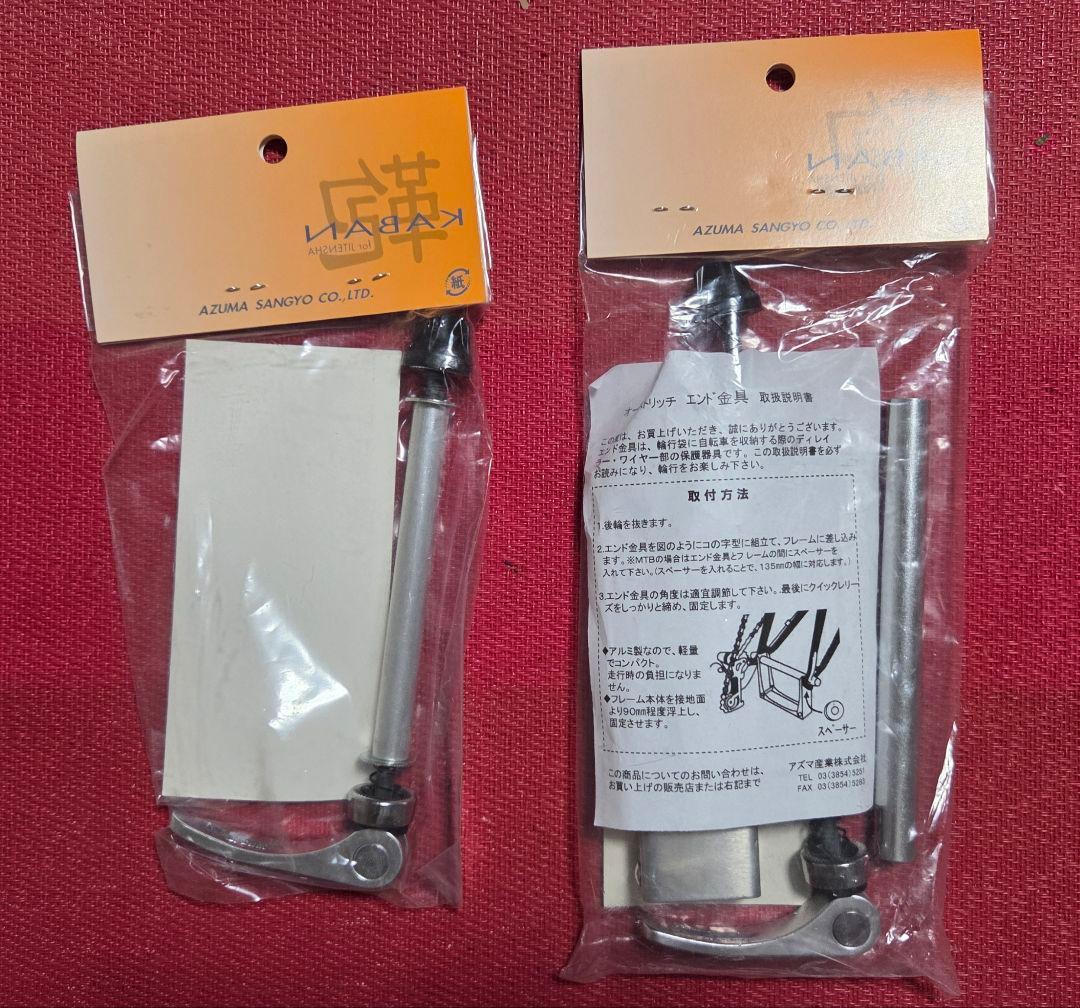 鞄
KABAN
for JITENSHA
紙
AZUMA SANGYO CO.,LTD.
KABAN
AZUMA SANGYO CO.,LTD.
オーストリッチ エンド金具 取扱説明書
この度は、お買上げいただき、誠にありがとうございます。
エンド金具は、輪行袋に自転車を収納する際のディレイ
ラー・ワイヤー部の保護器具です。この取扱説明書を必ず
お読みになり、輪行をお楽しみ下さい。
取付方法
1.後輪を抜きます。
2.エンド金具を図のようにコの字型に組立て、フレームに差し込み
ます。※MTBの場合はエンド金具とフレームの間にスペーサーを
入れて下さい。(スペーサーを入れることで、135mmの幅に対応します。)
3.エンド金具の角度は適宜調節して下さい。最後にクイックレリー
ズをしっかりと締め、固定します。
◆アルミ製なので、軽量
でコンパクト。
走行時の負担になりま
せん。
◆フレーム本体を接地面
より90mm程度浮上し、
固定させます。
スペーサー
この商品についてのお問い合わせは、
お買い上げの販売店または右記まで
アズマ産業株式会社
TEL 03(3854)5251
FAX 03(3854)5283